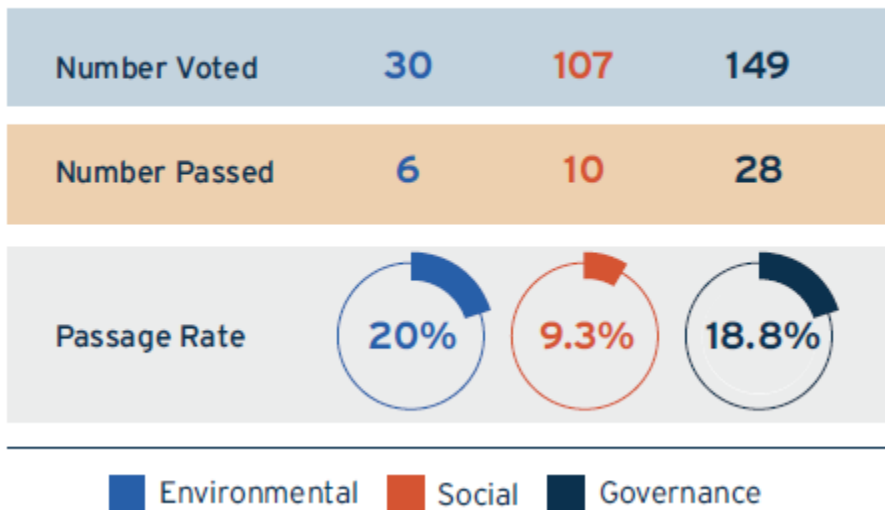 Number Voted 30 107 149
Number Passed 6 10 28
Passage Rate 20% 9.3% 18.8%
Environmental Social Governance